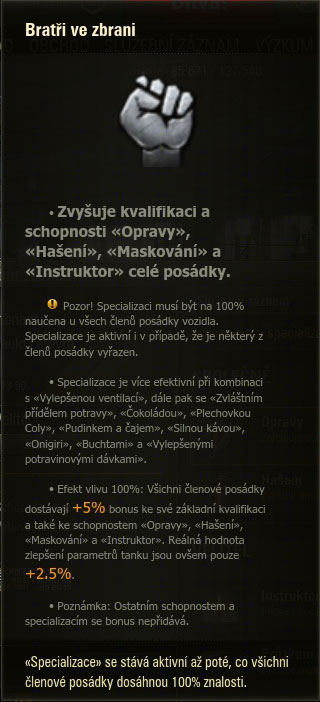 Bratři ve zbrani
• Zvyšuje kvalifikaci a
schopnosti «Opravy»,
«Hašení», «Maskování» a
«Instruktor» celé posádky.
Pozor! Specializaci musí být na 100%
naučena u všech členů posádky vozidla.
Specializace je aktivní i v případě, že je některý z
členů posádky vyřazen.
• Specializace je více efektivní při kombinaci
s «Vylepšenou ventilací», dále pak se «Zvláštním
přídělem potravy», «Čokoládou», «Plechovkou
Coly», «Pudinkem a čajem», «Silnou kávou»,
«Onigiri», «Buchtami» a «Vylepšenými
potravinovými dávkami».
• Efekt vlivu 100%: Všichni členové posádky
dostávají +5% bonus ke své základní kvalifikaci
a také ke schopnostem «Opravy», «Hašení»,
«Maskování» a «Instruktor». Reálná hodnota
zlepšení parametrů tanku jsou ovšem pouze
+2.5%.
• Poznámka: Ostatním schopnostem a
specializacím se bonus nepřidává.
«Specializace» se stává aktivní až poté, co všichni
členové posádky dosáhnou 100% znalosti.